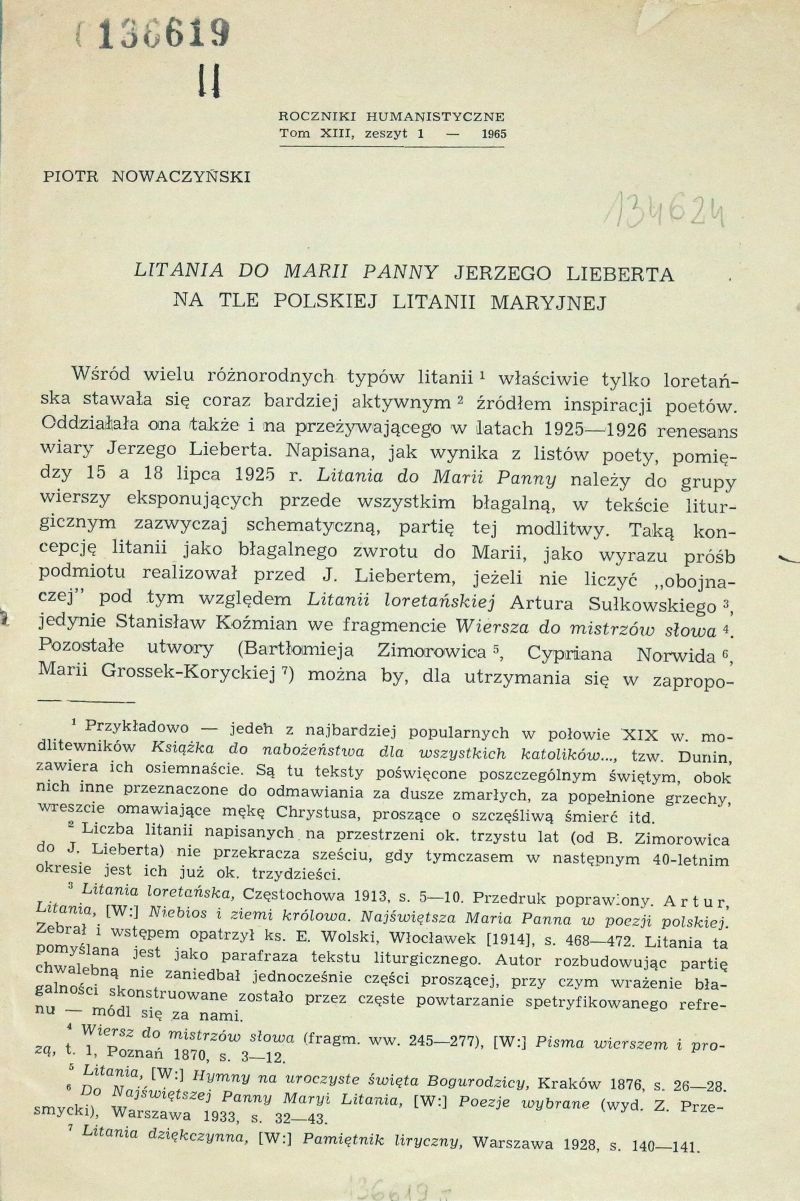 136619
II
ROCZNIKI HUMANISTYCZNE
Tom XIII, zeszyt 1 — 1965
PIOTR NOWACZYŃSKI
134624
LITANIA DO MARII PANNY JERZEGO LIEBERTA
NA TLE POLSKIEJ LITANII MARYJNEJ
Wśród wielu różnorodnych typów litanii ¹ właściwie tylko loretań-
ska stawała się coraz bardziej aktywnym ² źródłem inspiracji poetów.
Oddziałała ona także i na przeżywającego w latach 1925—1926 renesans
wiary Jerzego Lieberta. Napisana, jak wynika z listów poety, pomię-
dzy 15 a 18 lipca 1925 r. Litania do Marii Panny należy do grupy
wierszy eksponujących przede wszystkim błagalną, w tekście litur-
gicznym zazwyczaj schematyczną, partię tej modlitwy. Taką kon-
cepcję litanii jako błagalnego zwrotu do Marii, jako wyrazu próśb
podmiotu realizował przed J. Liebertem, jeżeli nie liczyć „obojna-
czej” pod tym względem Litanii loretańskiej Artura Sułkowskiego ³,
jedynie Stanisław Koźmian we fragmencie Wiersza do mistrzów słowa ⁴.
Pozostałe utwory (Bartłomieja Zimorowica ⁵, Cypriana Norwida ⁶,
Marii Grossek-Koryckiej ⁷) można by, dla utrzymania się w zapropo-
¹ Przykładowo — jedeh z najbardziej popularnych w połowie XIX w. mo-
dlitewników Książka do nabożeństwa dla wszystkich katolików..., tzw. Dunin,
zawiera ich osiemnaście. Są tu teksty poświęcone poszczególnym świętym, obok
nich inne przeznaczone do odmawiania za dusze zmarłych, za popełnione grzechy,
wreszcie omawiające mękę Chrystusa, proszące o szczęśliwą śmierć itd.
² Liczba litanii napisanych na przestrzeni ok. trzystu lat (od B. Zimorowica
do J. Lieberta) nie przekracza sześciu, gdy tymczasem w następnym 40-letnim
okresie jest ich już ok. trzydzieści.
³ Litania loretańska, Częstochowa 1913, s. 5—10. Przedruk poprawiony. Artur,
Litania, [W:] Niebios i ziemi królowa. Najświętsza Maria Panna w poezji polskiej.
Zebrał i wstępem opatrzył ks. E. Wolski, Włocławek [1914], s. 468—472. Litania ta
pomyślana jest jako parafraza tekstu liturgicznego. Autor rozbudowując partię
chwalebną nie zaniedbał jednocześnie części proszącej, przy czym wrażenie bła-
galności skonstruowane zostało przez częste powtarzanie spetryfikowanego refre-
nu — módl się za nami.
⁴ Wiersz do mistrzów słowa (fragm. ww. 245—277), [W:] Pisma wierszem i pro-
zą, t. 1, Poznań 1870, s. 3—12.
⁵ Litania, [W:] Hymny na uroczyste święta Bogurodzicy, Kraków 1876, s. 26—28.
⁶ Do Najświętszej Panny Maryi Litania, [W:] Poezje wybrane (wyd. Z. Prze-
smycki), Warszawa 1933, s. 32—43.
⁷ Litania dziękczynna, [W:] Pamiętnik liryczny, Warszawa 1928, s. 140—141.
136619 II